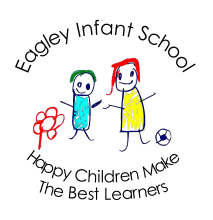 Eagley Infant School
Happy Children Make
The Best Learners